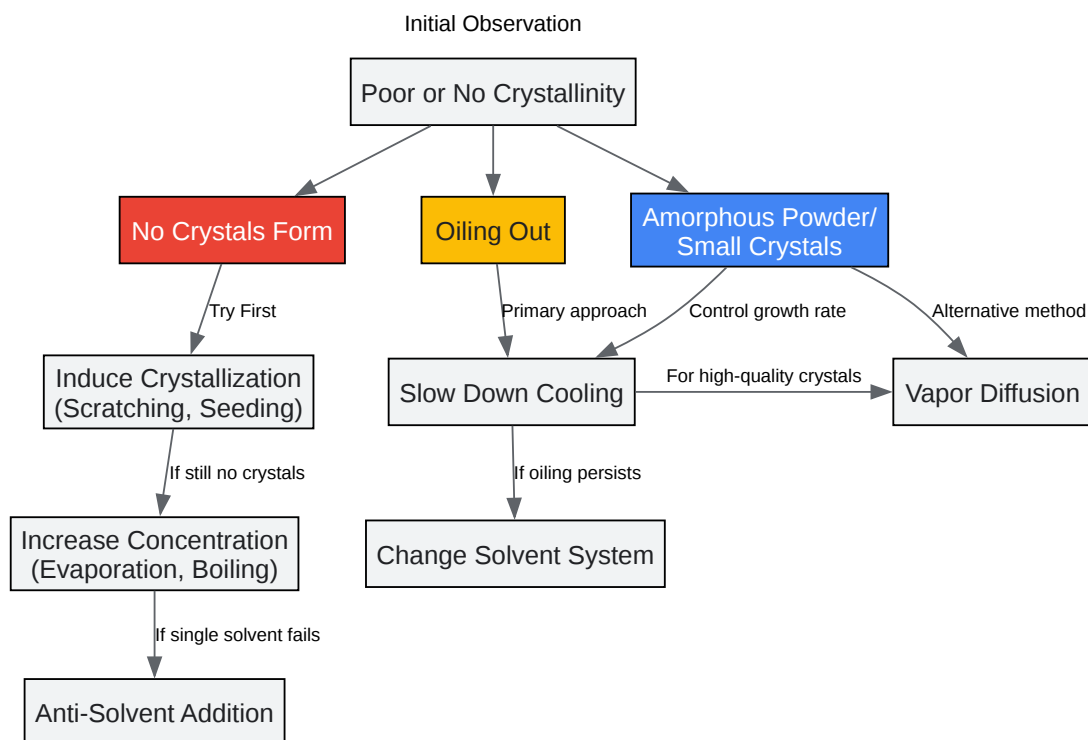 Initial Observation
Poor or No Crystallinity
No Crystals Form
Oiling Out
Amorphous Powder/
Small Crystals
Try First
Primary approach
Control growth rate
Alternative method
Induce Crystallization
(Scratching, Seeding)
Slow Down Cooling
For high-quality crystals
Vapor Diffusion
If still no crystals
If oiling persists
Increase Concentration
(Evaporation, Boiling)
Change Solvent System
If single solvent fails
Anti-Solvent Addition